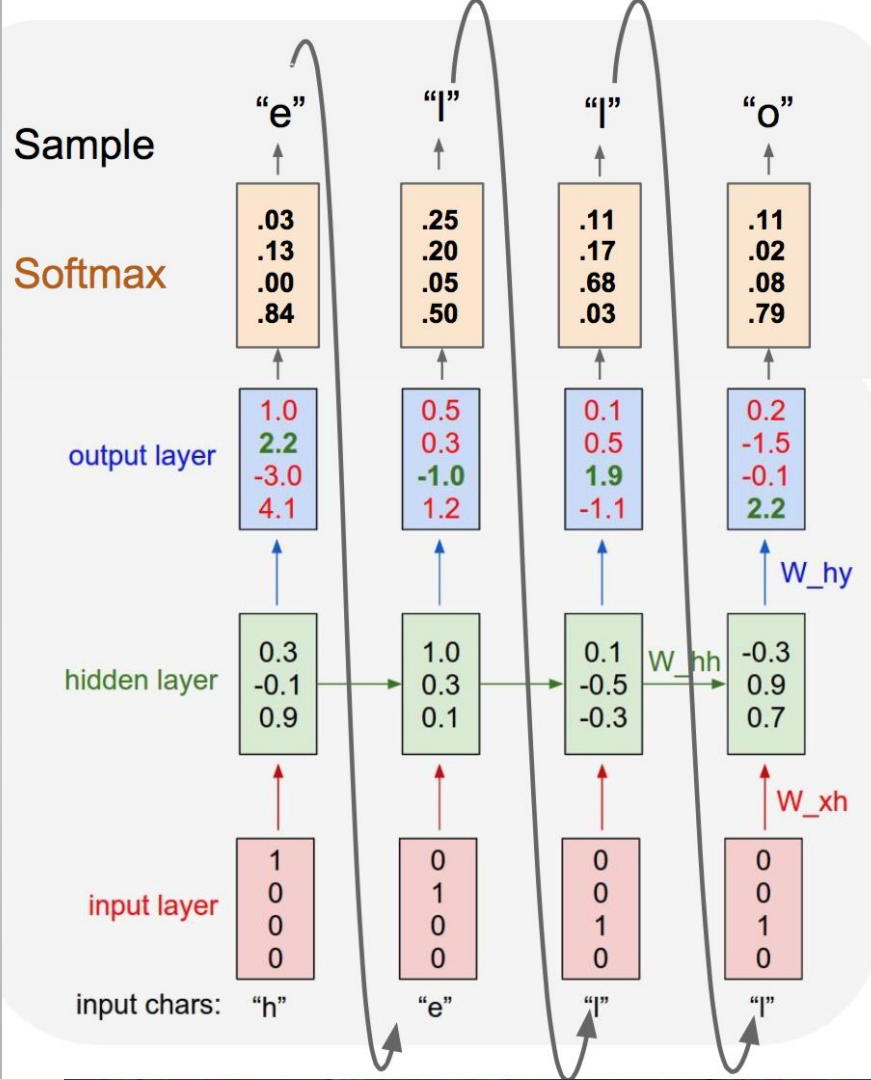 “e” “l” “l” “o”
Sample
.03 .25 .11 .11
.13 .20 .17 .02
Softmax .00 .05 .68 .08
.84 .50 .03 .79
1.0 0.5 0.1 0.2
2.2 0.3 0.5 -1.5
output layer -3.0 -1.0 1.9 -0.1
4.1 1.2 -1.1 2.2
W_hy
0.3 1.0 0.1 W_hh -0.3
hidden layer -0.1 0.3 -0.5 0.9
0.9 0.1 -0.3 0.7
W_xh
1 0 0 0
0 1 0 0
input layer 0 0 1 1
0 0 0 0
input chars: “h” “e” “l” “l”